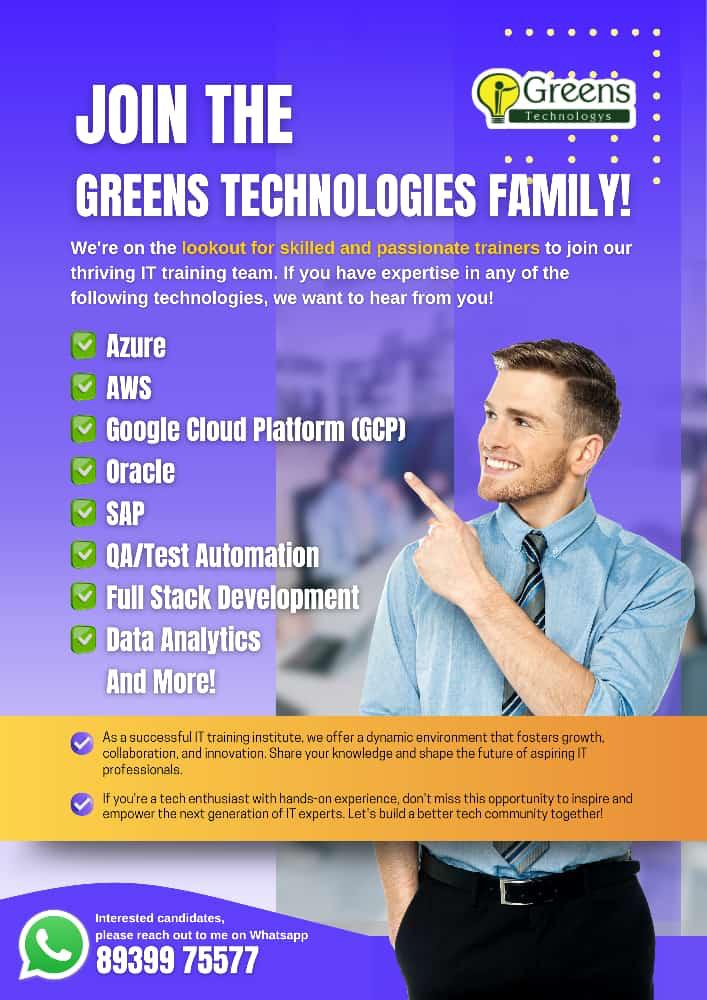 Greens
Technologys
JOIN THE
GREENS TECHNOLOGIES FAMILY!
We're on the lookout for skilled and passionate trainers to join our
thriving IT training team. If you have expertise in any of the
following technologies, we want to hear from you!
Azure
AWS
Google Cloud Platform (GCP)
Oracle
SAP
QA/Test Automation
Full Stack Development
Data Analytics
And More!
As a successful IT training institute, we offer a dynamic environment that fosters growth,
collaboration, and innovation. Share your knowledge and shape the future of aspiring IT
professionals.
If you're a tech enthusiast with hands-on experience, don't miss this opportunity to inspire and
empower the next generation of IT experts. Let's build a better tech community together!
Interested candidates,
please reach out to me on Whatsapp
89399 75577